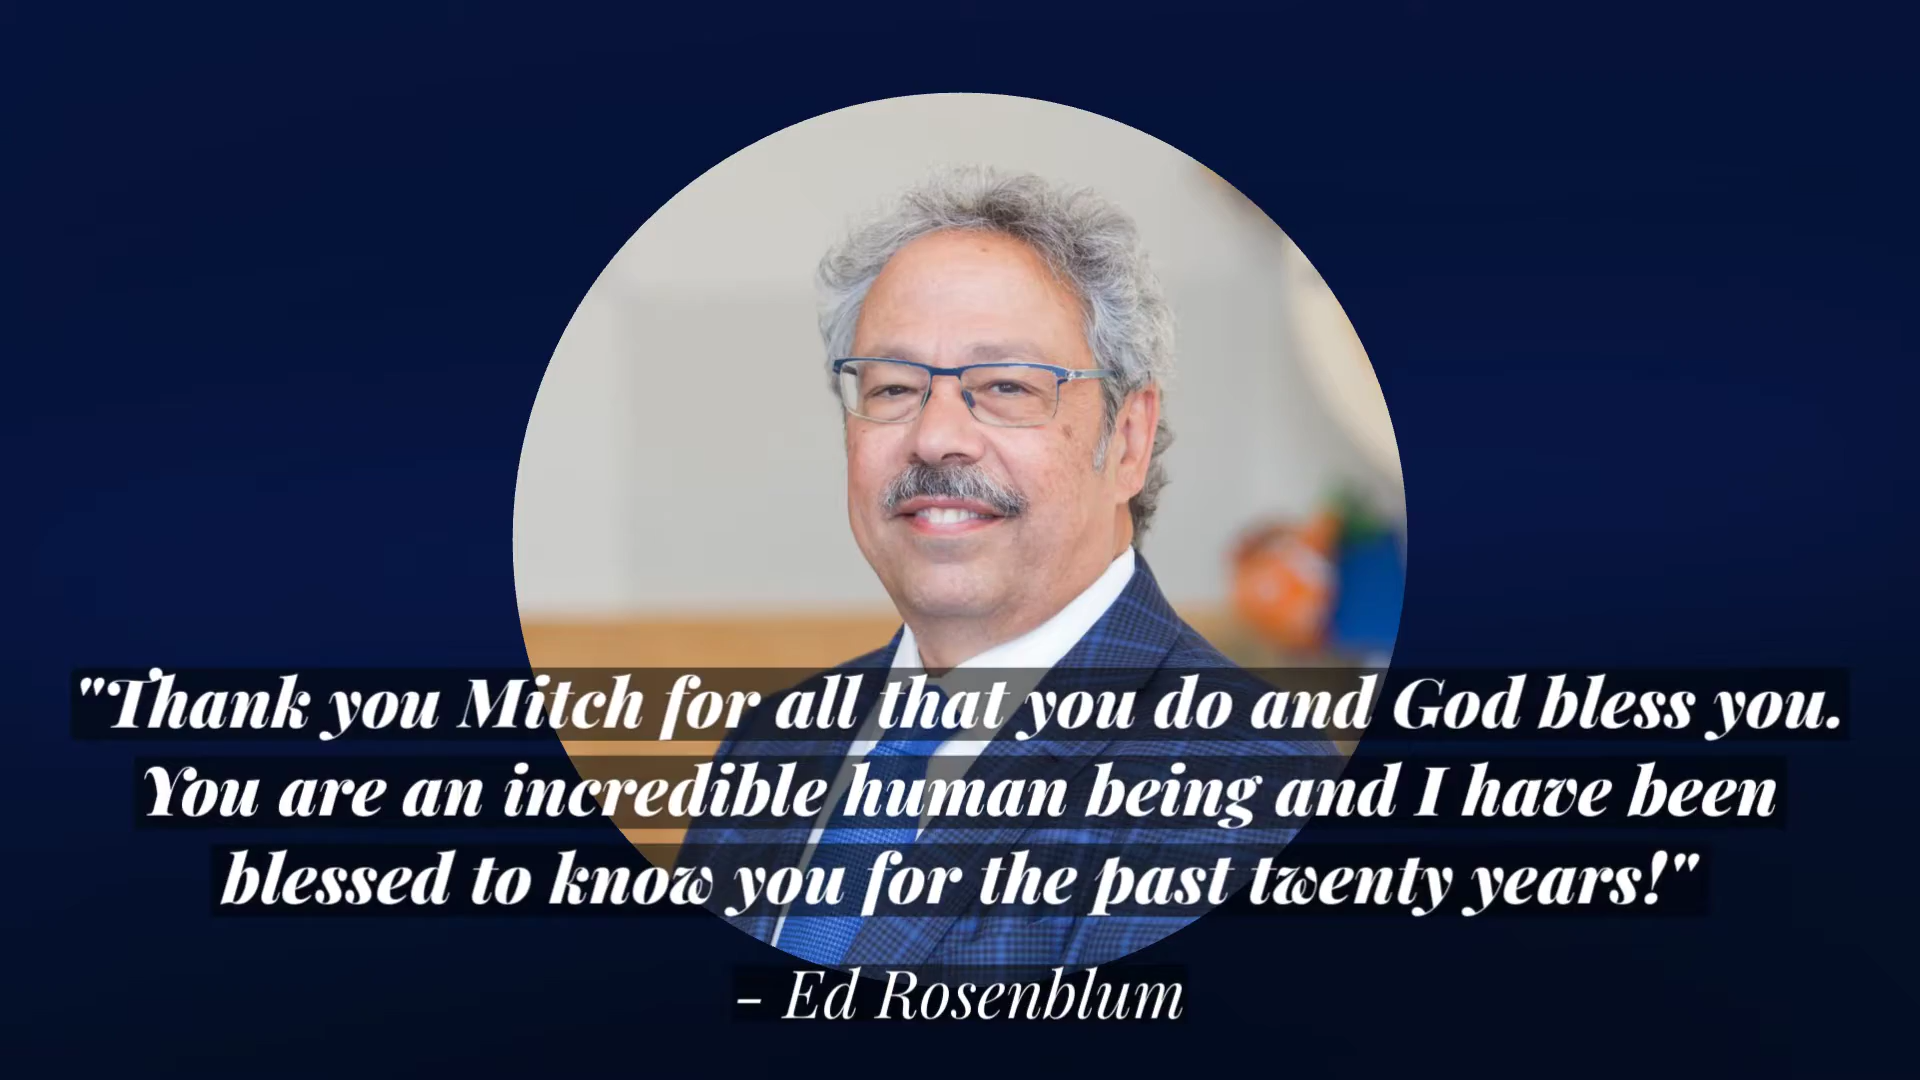 "Thank you Mitch for all that you do and God bless you.
You are an incredible human being and I have been
blessed to know you for the past twenty years!"
- Ed Rosenblum